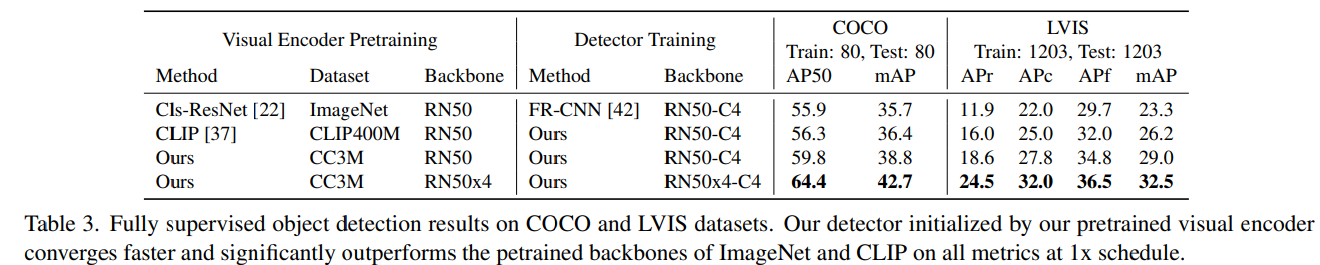 COCO LVIS
Visual Encoder Pretraining Detector Training Train: 80, Test: 80 Train: 1203, Test: 1203
Method Dataset Backbone Method Backbone AP50 mAP APr APc APf mAP
Cls-ResNet [22] ImageNet RN50 FR-CNN [42] RN50-C4 55.9 35.7 11.9 22.0 29.7 23.3
CLIP [37] CLIP400M RN50 Ours RN50-C4 56.3 36.4 16.0 25.0 32.0 26.2
Ours CC3M RN50 Ours RN50-C4 59.8 38.8 18.6 27.8 34.8 29.0
Ours CC3M RN50x4 Ours RN50x4-C4 64.4 42.7 24.5 32.0 36.5 32.5
Table 3. Fully supervised object detection results on COCO and LVIS datasets. Our detector initialized by our pretrained visual encoder
converges faster and significantly outperforms the petrained backbones of ImageNet and CLIP on all metrics at 1x schedule.